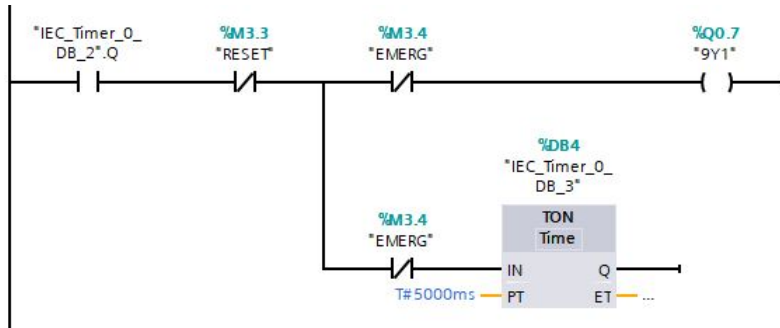 "IEC_Timer_0_
DB_2".Q
%M3.3
"RESET"
%M3.4
"EMERG"
%Q0.7
"9Y1"
%DB4
"IEC_Timer_0_
DB_3"
TON
Time
%M3.4
"EMERG"
IN
Q
T#5000ms
PT
ET
...